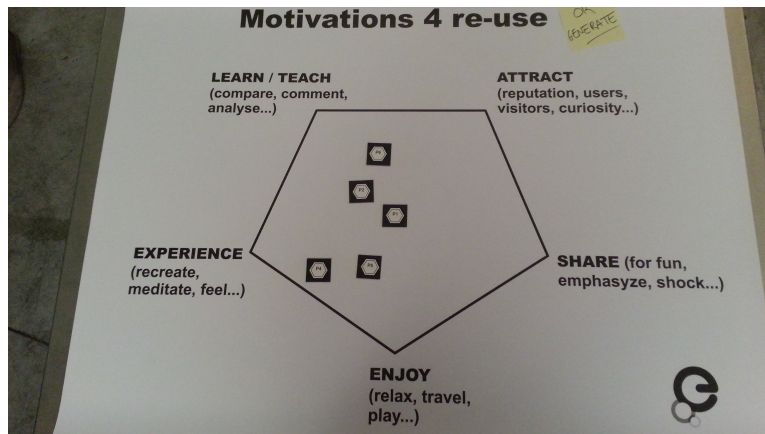 Motivations 4 re-use
OR
GENERATE
LEARN / TEACH
(compare, comment,
analyse...)
ATTRACT
(reputation, users,
visitors, curiosity...)
EXPERIENCE
(recreate,
meditate, feel...)
SHARE (for fun,
emphasyze, shock...)
ENJOY
(relax, travel,
play...)